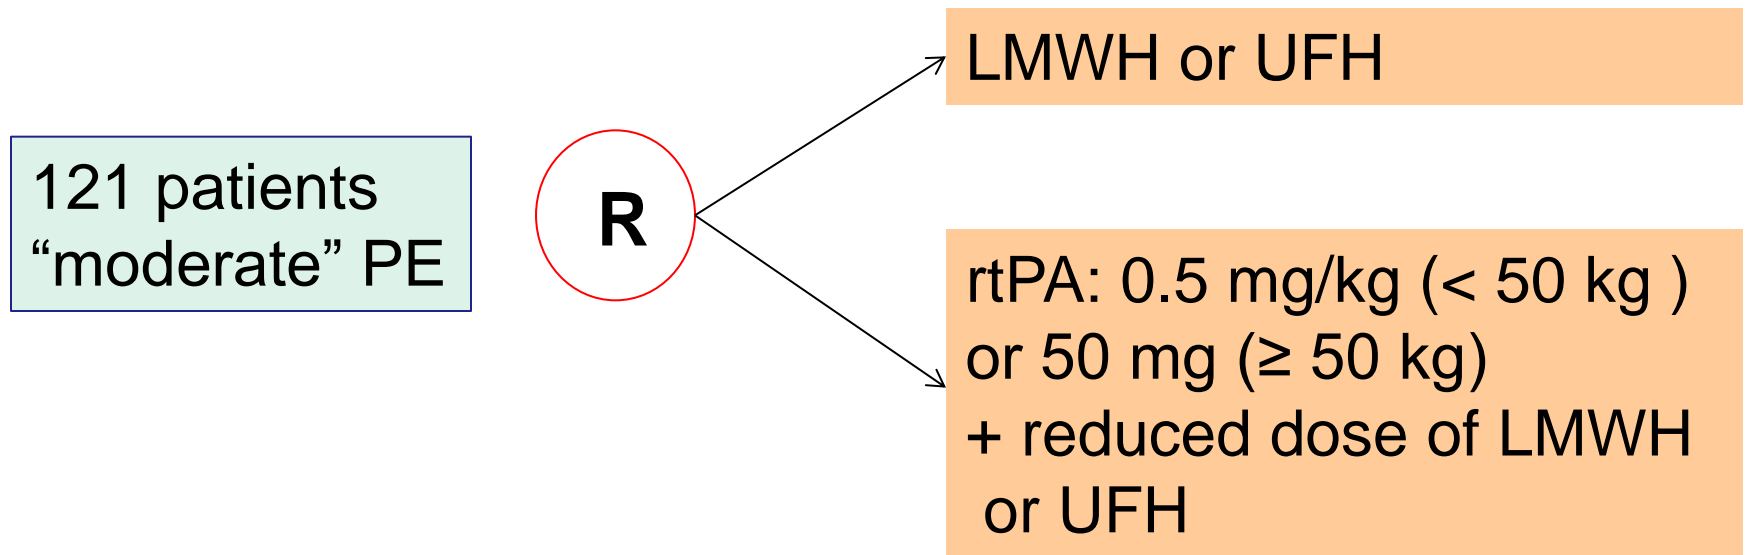 121 patients
“moderate” PE
R
LMWH or UFH
rtPA: 0.5 mg/kg (< 50 kg )
or 50 mg (≥ 50 kg)
+ reduced dose of LMWH
or UFH